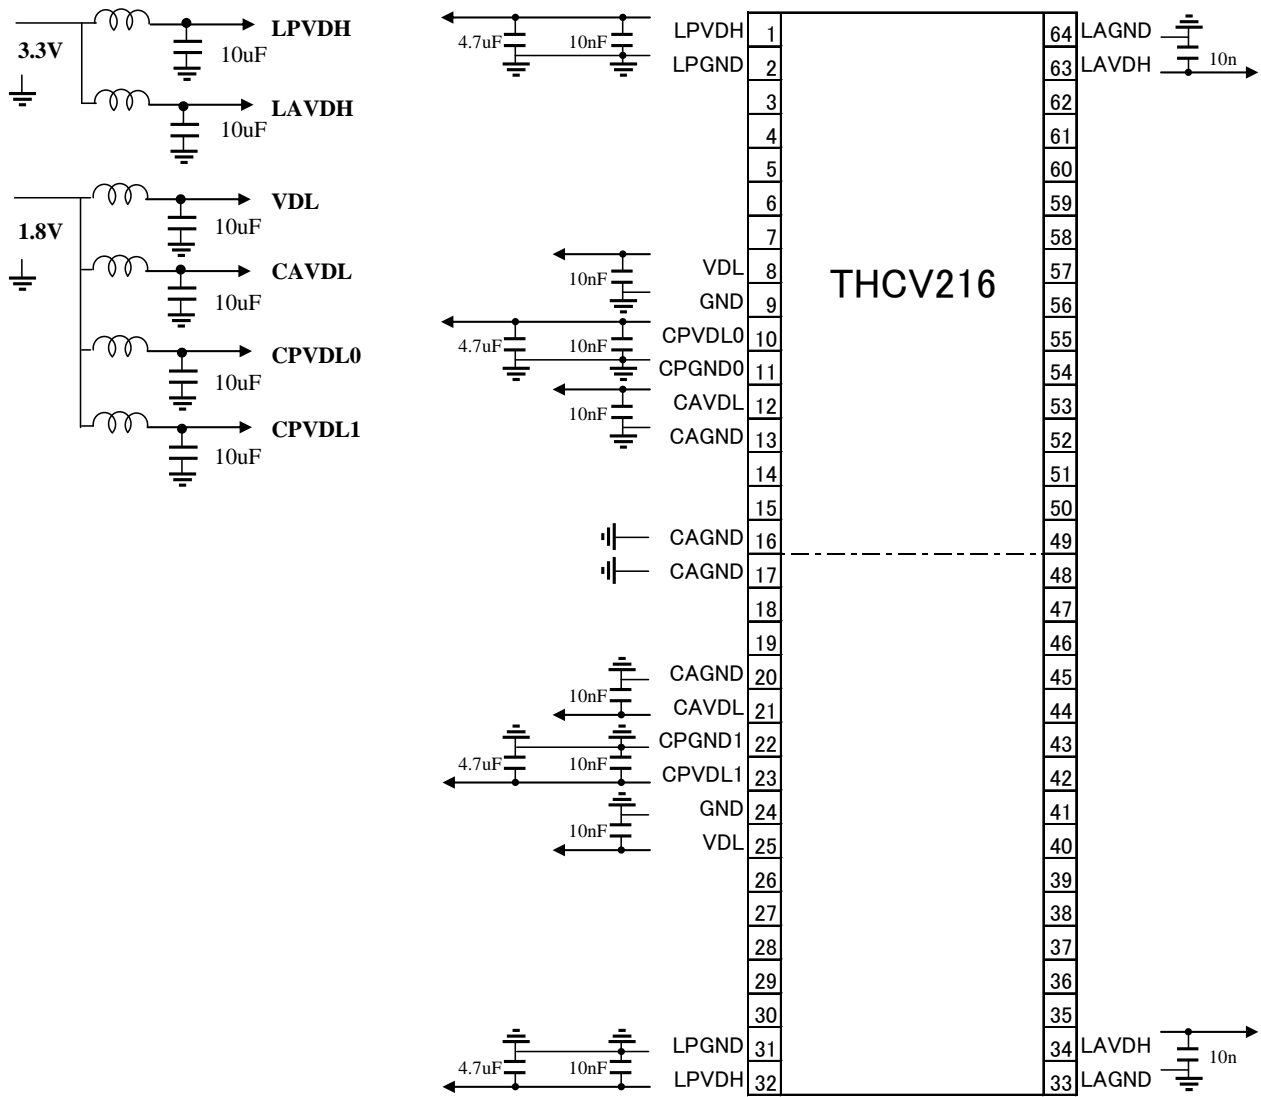 3.3V
LPVDH
10uF
LAVDH
10uF
1.8V
VDL
10uF
CAVDL
10uF
CPVDL0
10uF
CPVDL1
10uF
THCV216
4.7uF 10nF LPVDH 1
LPGND 2
3
4
5
6
7
10nF VDL 8
GND 9
4.7uF 10nF CPVDL0 10
CPGND0 11
10nF CAVDL 12
CAGND 13
14
15
CAGND 16
CAGND 17
18
19
CAGND 20
10nF CAVDL 21
CPGND1 22
4.7uF 10nF CPVDL1 23
GND 24
10nF VDL 25
26
27
28
29
30
LPGND 31
4.7uF 10nF LPVDH 32
64 LAGND
63 LAVDH 10n
62
61
60
59
58
57
56
55
54
53
52
51
50
49
48
47
46
45
44
43
42
41
40
39
38
37
36
35
34 LAVDH 10n
33 LAGND